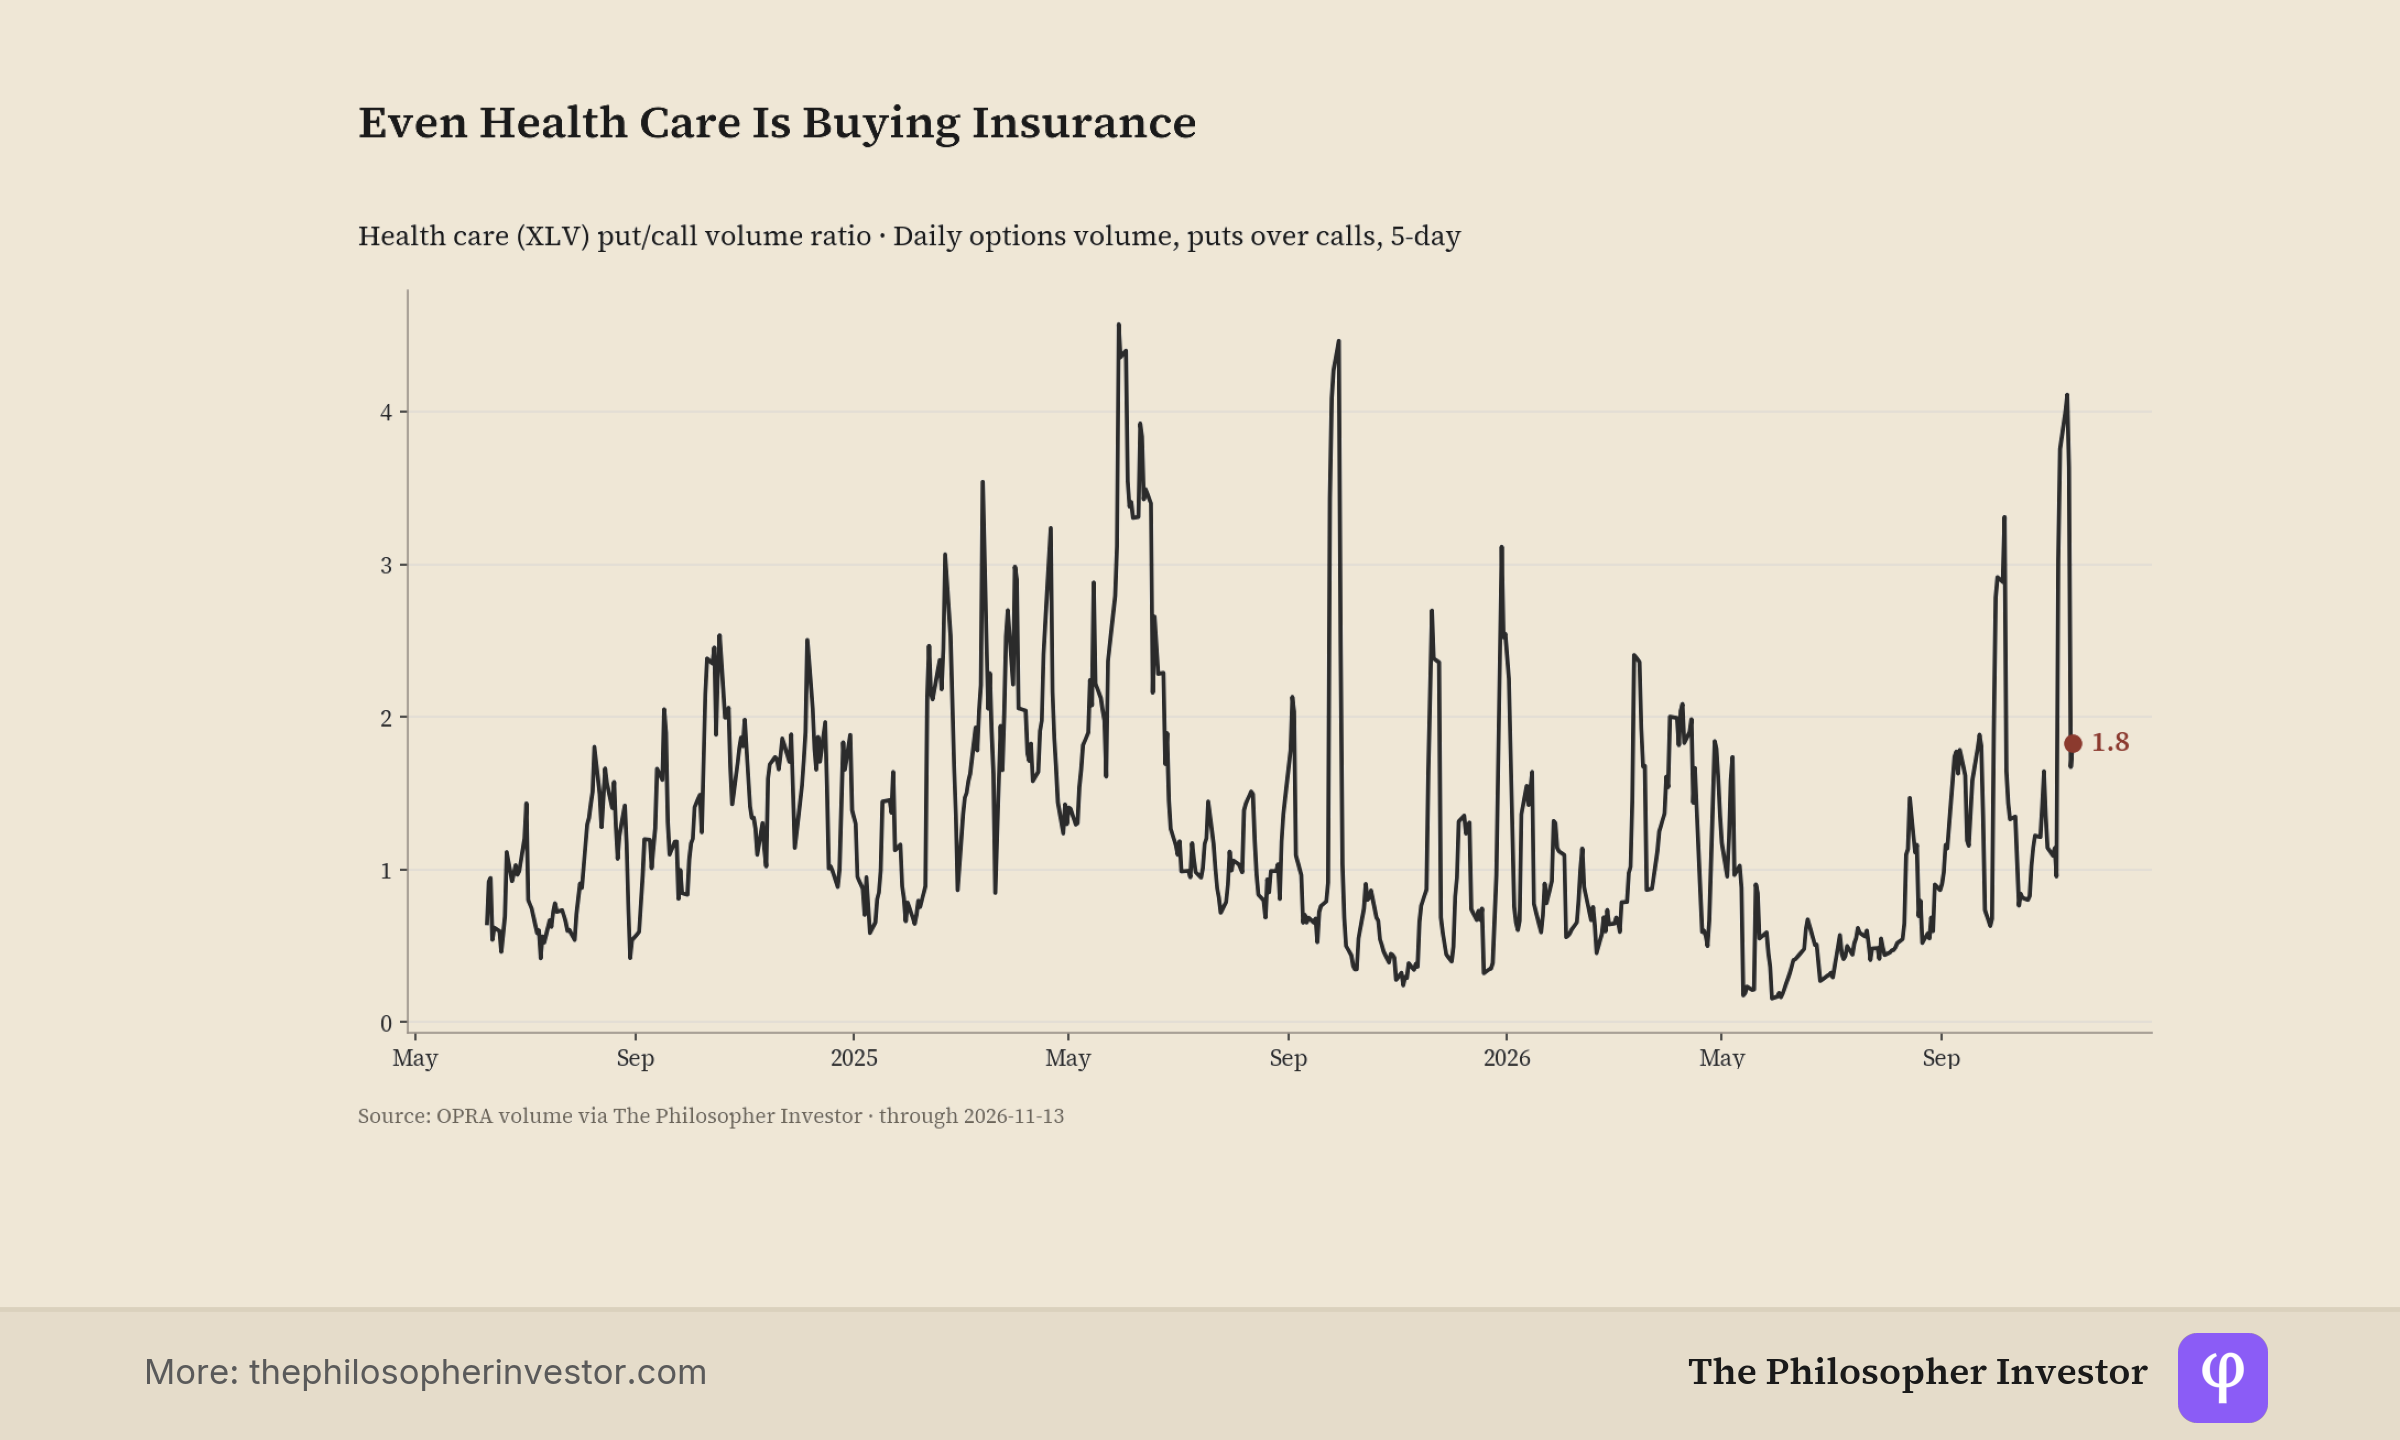 Even Health Care Is Buying Insurance
Health care (XLV) put/call volume ratio · Daily options volume, puts over calls, 5-day
4
3
2
1
0
1.8
May Sep 2025 May Sep 2026 May Sep
Source: OPRA volume via The Philosopher Investor · through 2026-11-13
More: thephilosopherinvestor.com
The Philosopher Investor φ